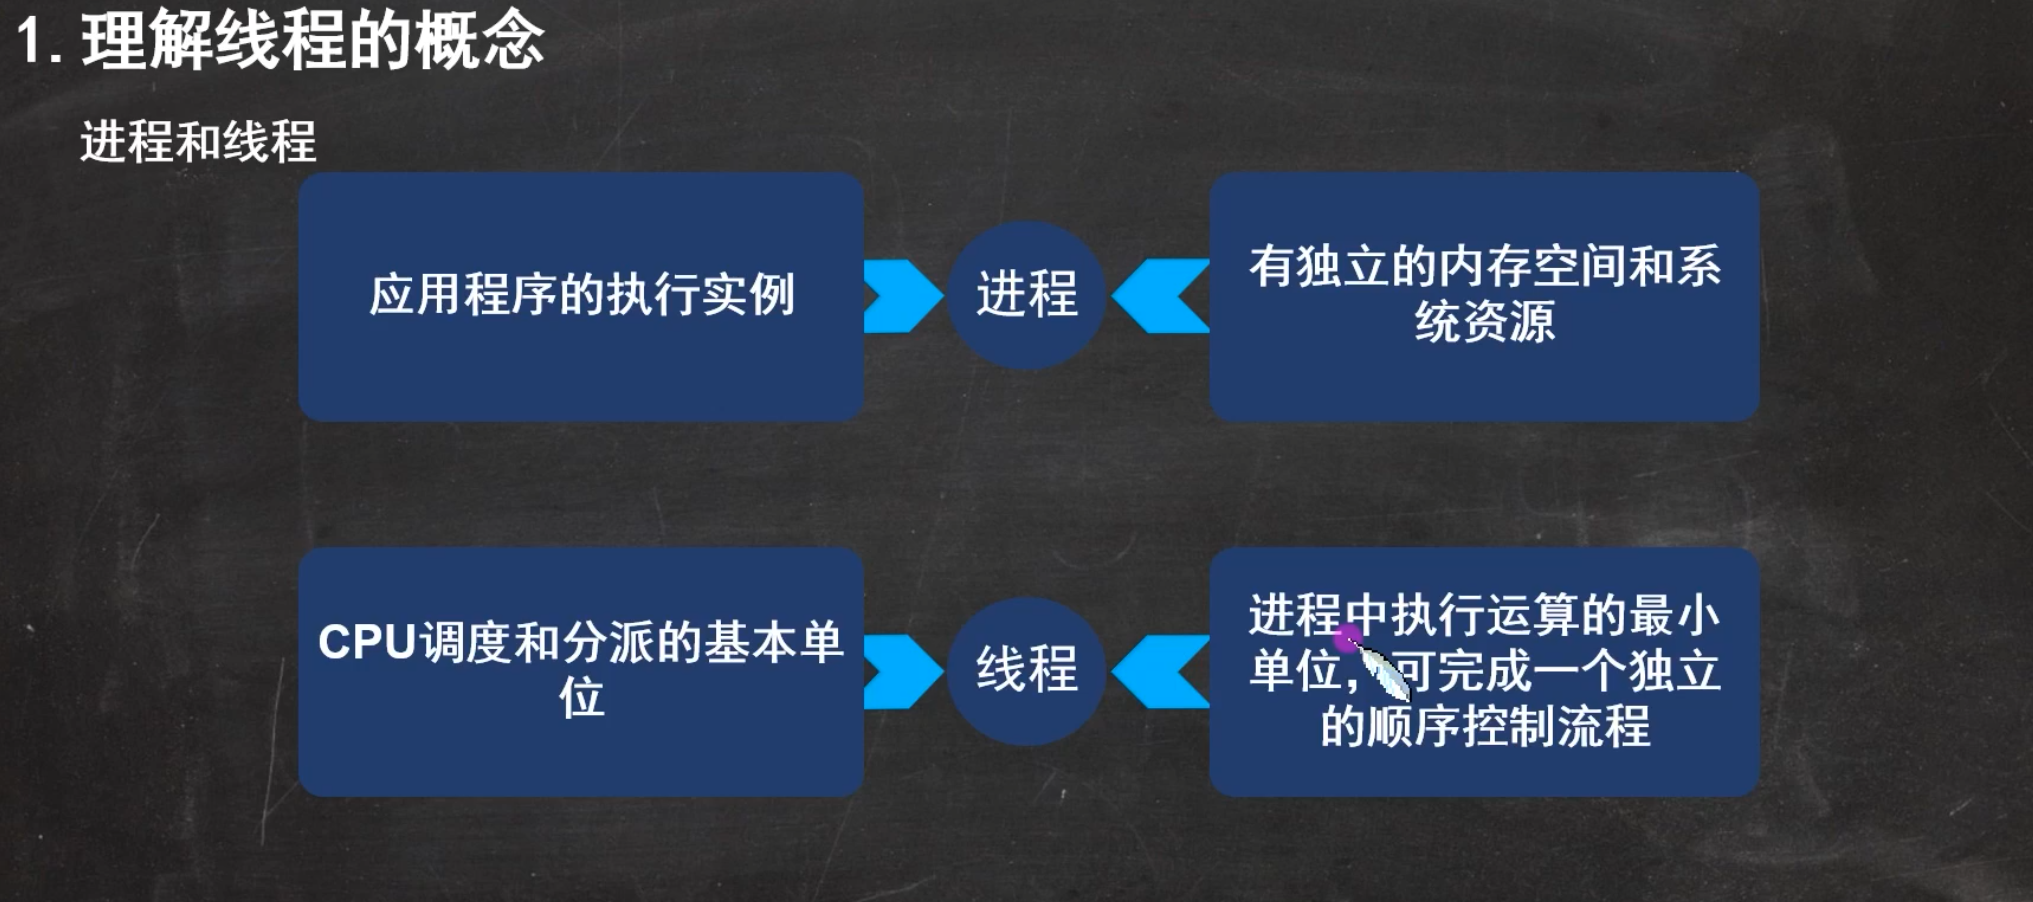 1. 理解线程的概念
进程和线程
应用程序的执行实例
进程
有独立的内存空间和系
统资源
CPU调度和分派的基本单
位
线程
进程中执行运算的最小
单位，可完成一个独立
的顺序控制流程